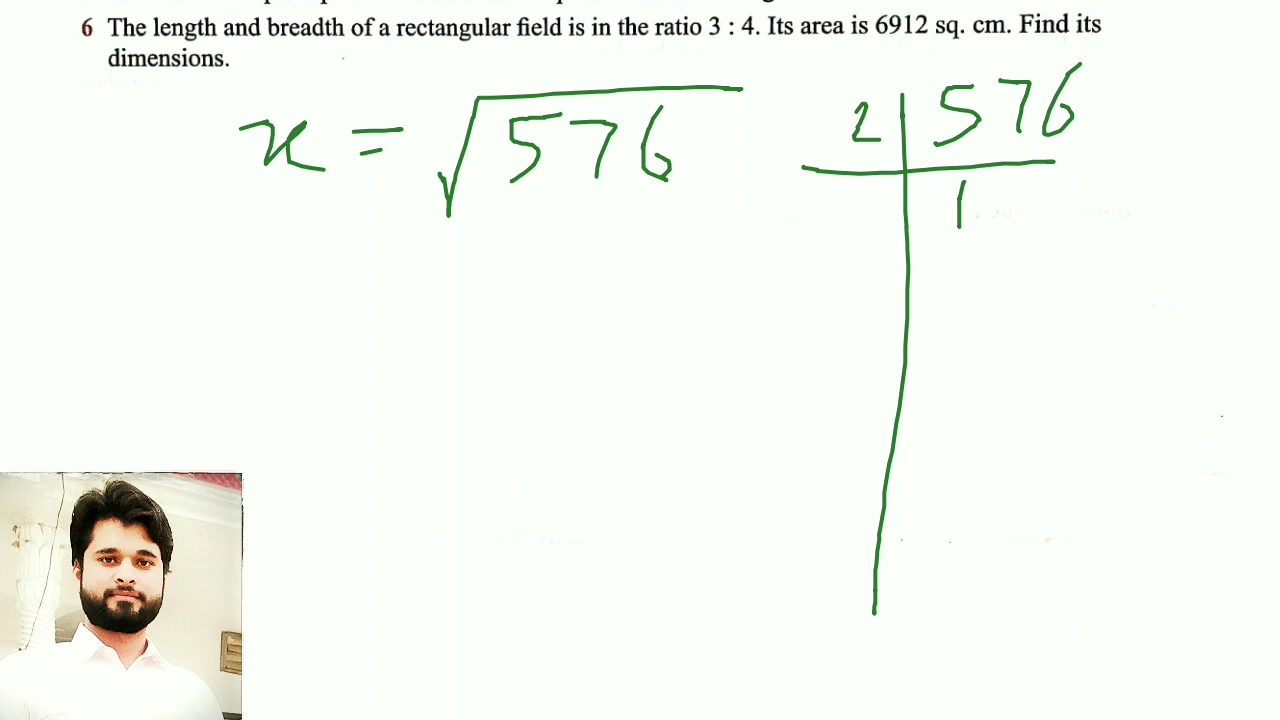 6 The length and breadth of a rectangular field is in the ratio 3 : 4. Its area is 6912 sq. cm. Find its
dimensions.
x = √576
2 | 576
1